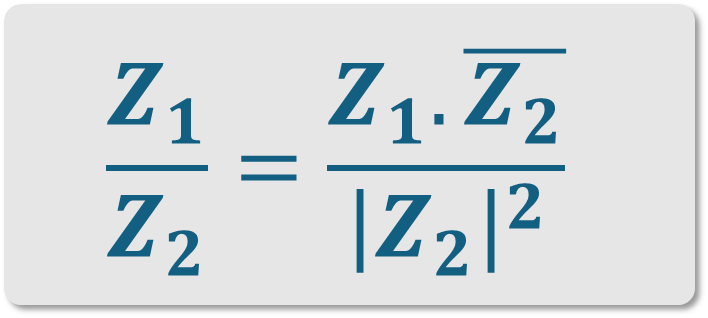 Z₁/Z₂ = Z₁.Z̅₂/|Z₂|²